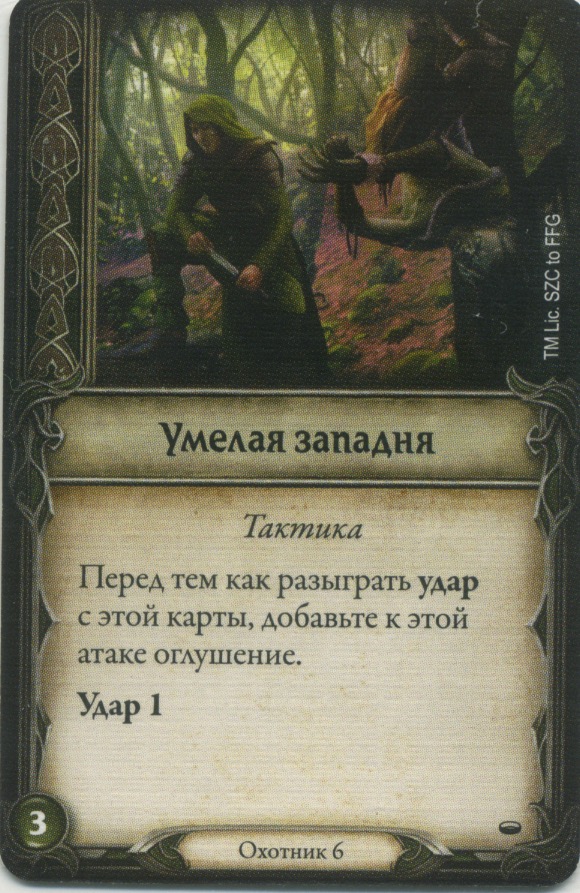 TM Lic. SZC to FFG
Умелая западня
Тактика
Перед тем как разыграть удар
с этой карты, добавьте к этой
атаке оглушение.
Удар 1
3
Охотник 6